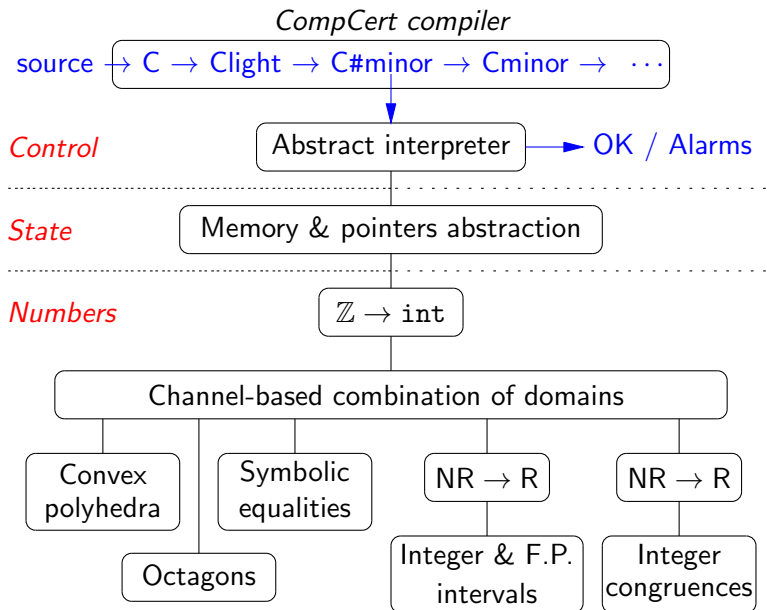 CompCert compiler
source → C → Clight → C#minor → Cminor → ···
Control
Abstract interpreter
OK / Alarms
State
Memory & pointers abstraction
Numbers
ℤ → int
Channel-based combination of domains
Convex
polyhedra
Symbolic
equalities
NR → R
NR → R
Octagons
Integer & F.P.
intervals
Integer
congruences